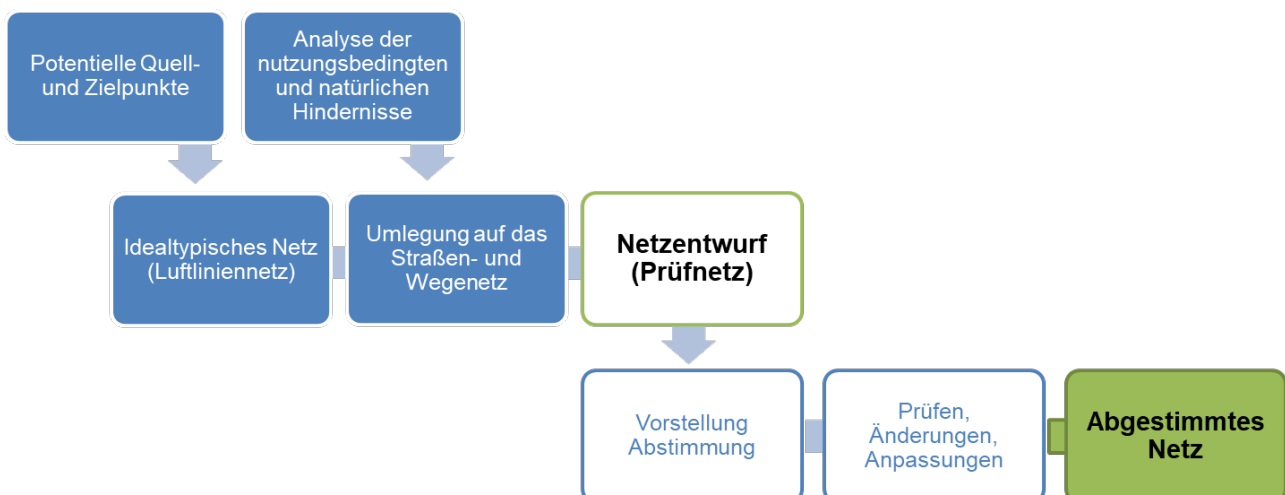 Potentielle Quell-
und Zielpunkte
Analyse der
nutzungsbedingten
und natürlichen
Hindernisse
Idealtypisches Netz
(Luftliniennetz)
Umlegung auf das
Straßen- und
Wegenetz
Netzentwurf
(Prüfnetz)
Vorstellung
Abstimmung
Prüfen,
Änderungen,
Anpassungen
Abgestimmtes
Netz